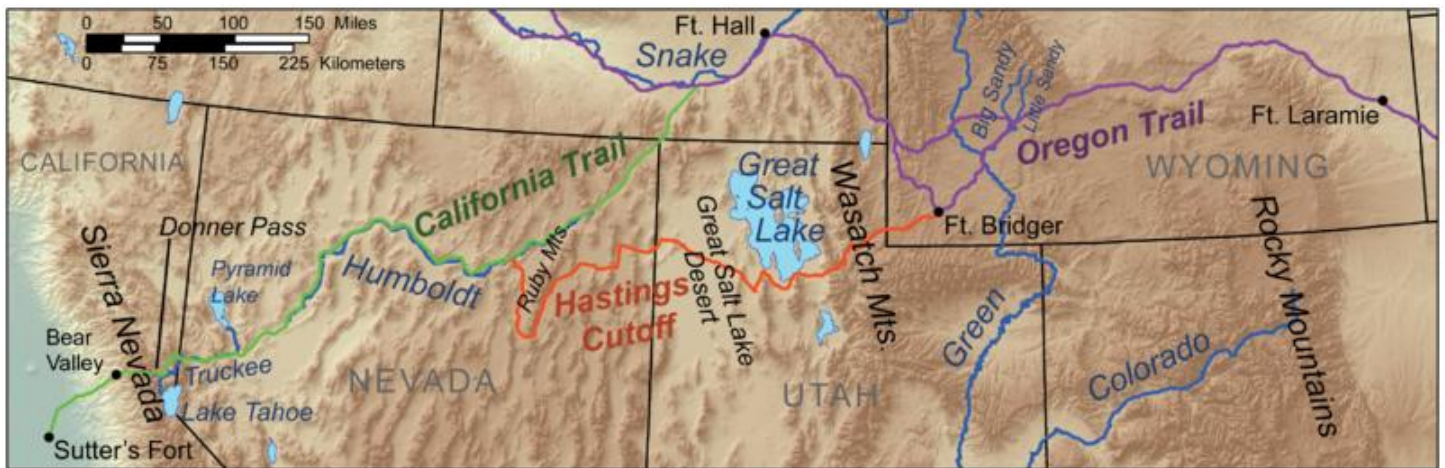 0 50 100 150 Miles
0 75 150 225 Kilometers
Ft. Hall
Snake
Big Sandy
Little Sandy
Oregon Trail
Ft. Laramie
CALIFORNIA
California Trail
Great
Salt
Lake
Wasatch Mts.
WYOMING
Ft. Bridger
Rocky Mountains
Donner Pass
Sierra Nevada
Pyramid
Lake
Humboldt
Ruby Mts.
Hastings
Cutoff
Great Salt Lake
Desert
Bear
Valley
Truckee
Lake Tahoe
NEVADA
UTAH
Green
Colorado
Sutter's Fort